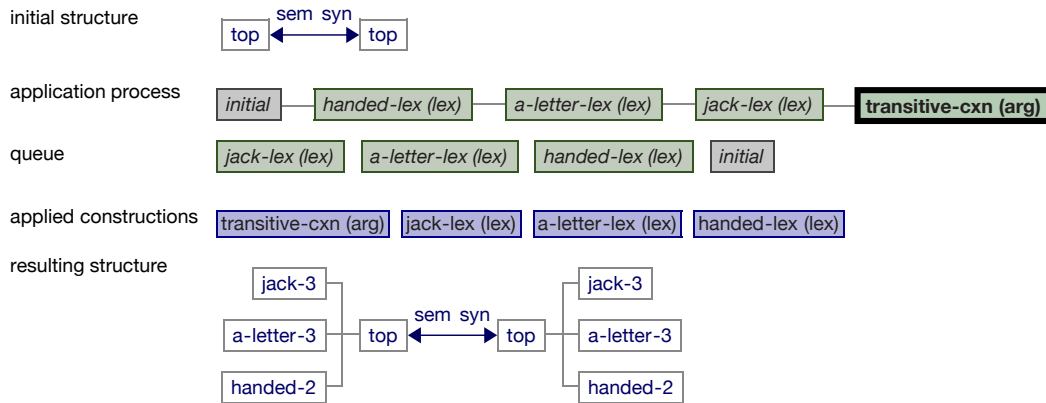 initial structure
sem syn
top top
application process
initial handed-lex (lex) a-letter-lex (lex) jack-lex (lex) transitive-cxn (arg)
queue
jack-lex (lex) a-letter-lex (lex) handed-lex (lex) initial
applied constructions
transitive-cxn (arg) jack-lex (lex) a-letter-lex (lex) handed-lex (lex)
resulting structure
jack-3 jack-3
sem syn
a-letter-3 top top a-letter-3
handed-2 handed-2